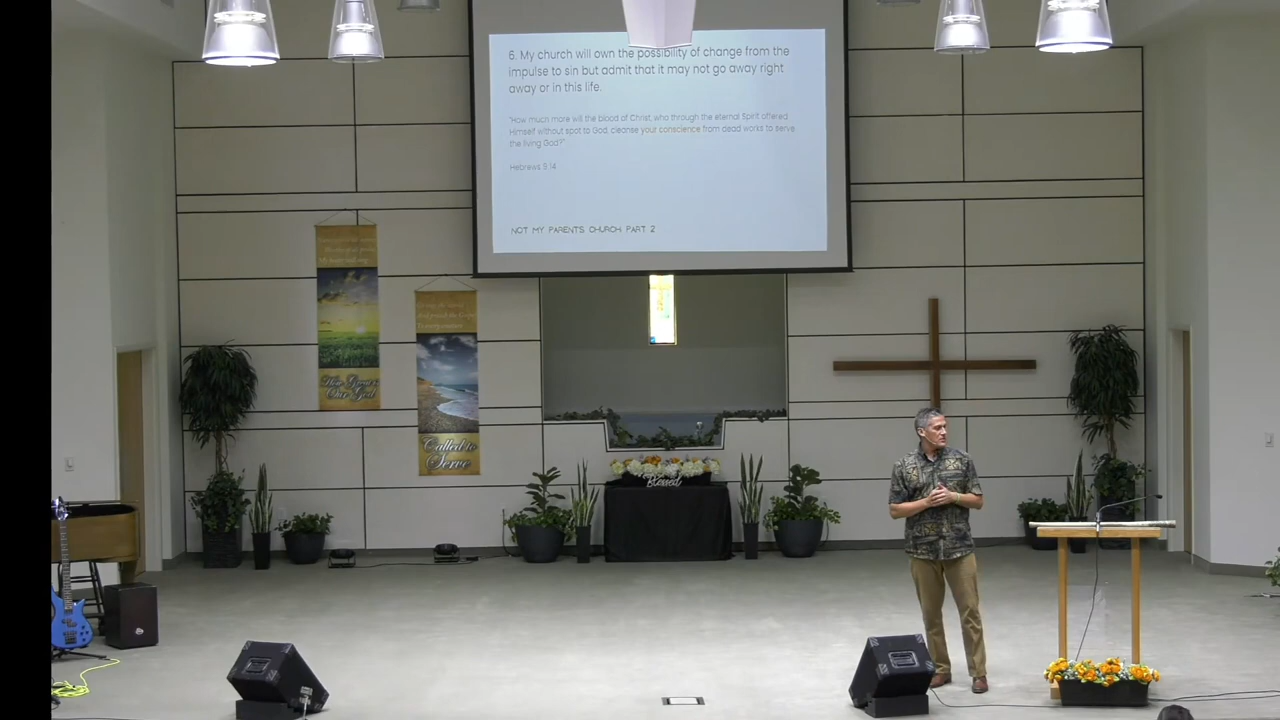 6. My church will own the possibility of change from the
impulse to sin but admit that it may not go away right
away or in this life.
"How much more will the blood of Christ, who through the eternal Spirit offered
Himself without spot to God, cleanse your conscience from dead works to serve
the living God?"
Hebrews 9:14
NOT MY PARENTS CHURCH: PART 2
Our God
Called to
Serve
Blessed